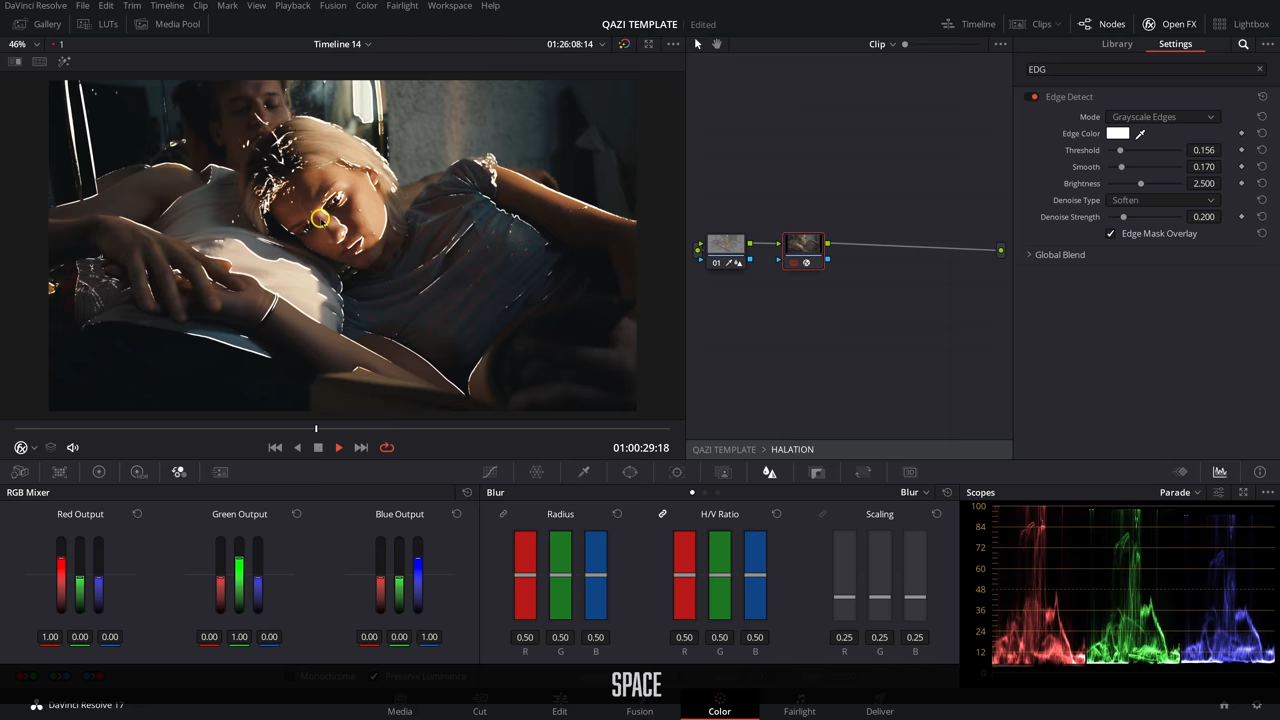 DaVinci Resolve File Edit Trim Timeline Clip Mark View Playback Fusion Color Fairlight Workspace Help
Gallery LUTs Media Pool QAZI TEMPLATE Edited Timeline Clips Nodes Open FX Lightbox
46% 1 Timeline 14 01:26:08:14 Clip Library Settings
EDG
Edge Detect
Mode Grayscale Edges
Edge Color
Threshold 0.156
Smooth 0.170
Brightness 2.500
Denoise Type Soften
Denoise Strength 0.200
Edge Mask Overlay
Global Blend
01
01:00:29:18
QAZI TEMPLATE > HALATION
RGB Mixer Blur Blur Scopes Parade
Red Output Green Output Blue Output Radius H/V Ratio Scaling
100
84
72
60
48
36
24
12
0
1.00 0.00 0.00 0.00 1.00 0.00 0.00 0.00 1.00 0.50 0.50 0.50 0.50 0.50 0.50 0.25 0.25 0.25
R G B R G B R G B
Monochrome Preserve Luminance
SPACE
DaVinci Resolve 17 Media Cut Edit Fusion Color Fairlight Deliver